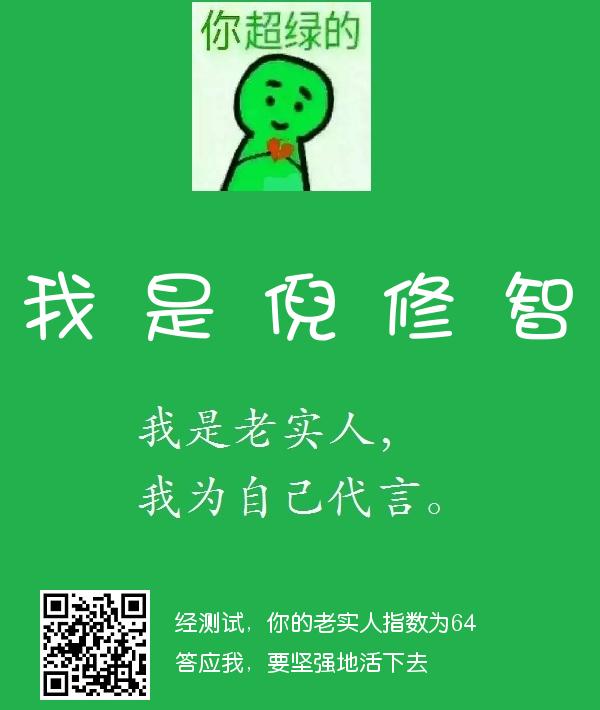 你超绿的
我是倪修智
我是老实人，
我为自己代言。
经测试，你的老实人指数为64
答应我，要坚强地活下去